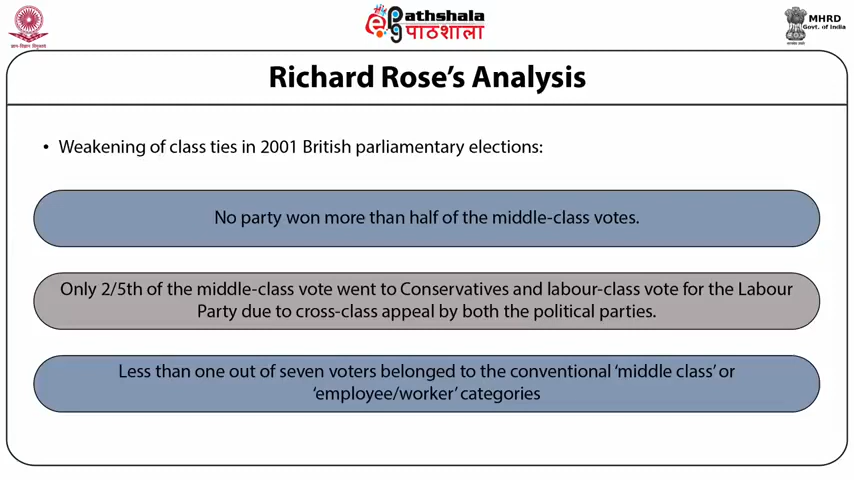 Pathshala
पाठशाला
MHRD
Govt. of India
Richard Rose's Analysis
• Weakening of class ties in 2001 British parliamentary elections:
No party won more than half of the middle-class votes.
Only 2/5th of the middle-class vote went to Conservatives and labour-class vote for the Labour
Party due to cross-class appeal by both the political parties.
Less than one out of seven voters belonged to the conventional 'middle class' or
'employee/worker' categories